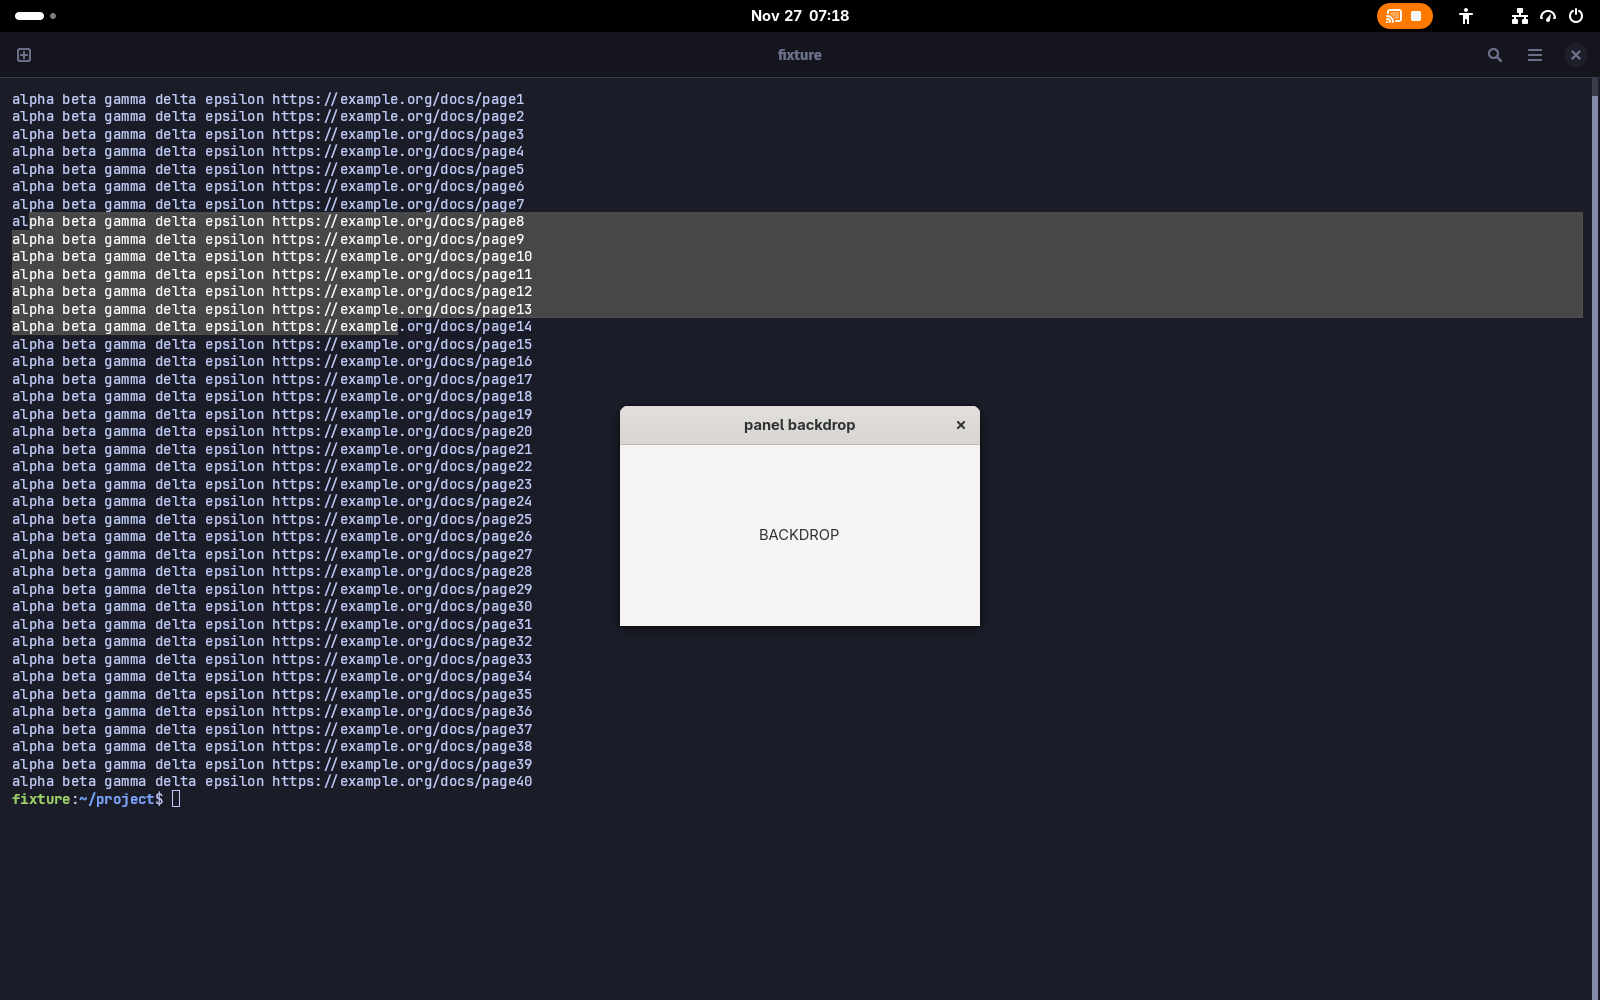 Nov 27 07:18
fixture
alpha beta gamma delta epsilon https://example.org/docs/page1
alpha beta gamma delta epsilon https://example.org/docs/page2
alpha beta gamma delta epsilon https://example.org/docs/page3
alpha beta gamma delta epsilon https://example.org/docs/page4
alpha beta gamma delta epsilon https://example.org/docs/page5
alpha beta gamma delta epsilon https://example.org/docs/page6
alpha beta gamma delta epsilon https://example.org/docs/page7
alpha beta gamma delta epsilon https://example.org/docs/page8
alpha beta gamma delta epsilon https://example.org/docs/page9
alpha beta gamma delta epsilon https://example.org/docs/page10
alpha beta gamma delta epsilon https://example.org/docs/page11
alpha beta gamma delta epsilon https://example.org/docs/page12
alpha beta gamma delta epsilon https://example.org/docs/page13
alpha beta gamma delta epsilon https://example.org/docs/page14
alpha beta gamma delta epsilon https://example.org/docs/page15
alpha beta gamma delta epsilon https://example.org/docs/page16
alpha beta gamma delta epsilon https://example.org/docs/page17
alpha beta gamma delta epsilon https://example.org/docs/page18
alpha beta gamma delta epsilon https://example.org/docs/page19
alpha beta gamma delta epsilon https://example.org/docs/page20
alpha beta gamma delta epsilon https://example.org/docs/page21
alpha beta gamma delta epsilon https://example.org/docs/page22
alpha beta gamma delta epsilon https://example.org/docs/page23
alpha beta gamma delta epsilon https://example.org/docs/page24
alpha beta gamma delta epsilon https://example.org/docs/page25
alpha beta gamma delta epsilon https://example.org/docs/page26
alpha beta gamma delta epsilon https://example.org/docs/page27
alpha beta gamma delta epsilon https://example.org/docs/page28
alpha beta gamma delta epsilon https://example.org/docs/page29
alpha beta gamma delta epsilon https://example.org/docs/page30
alpha beta gamma delta epsilon https://example.org/docs/page31
alpha beta gamma delta epsilon https://example.org/docs/page32
alpha beta gamma delta epsilon https://example.org/docs/page33
alpha beta gamma delta epsilon https://example.org/docs/page34
alpha beta gamma delta epsilon https://example.org/docs/page35
alpha beta gamma delta epsilon https://example.org/docs/page36
alpha beta gamma delta epsilon https://example.org/docs/page37
alpha beta gamma delta epsilon https://example.org/docs/page38
alpha beta gamma delta epsilon https://example.org/docs/page39
alpha beta gamma delta epsilon https://example.org/docs/page40
fixture:~/project$
panel backdrop
BACKDROP